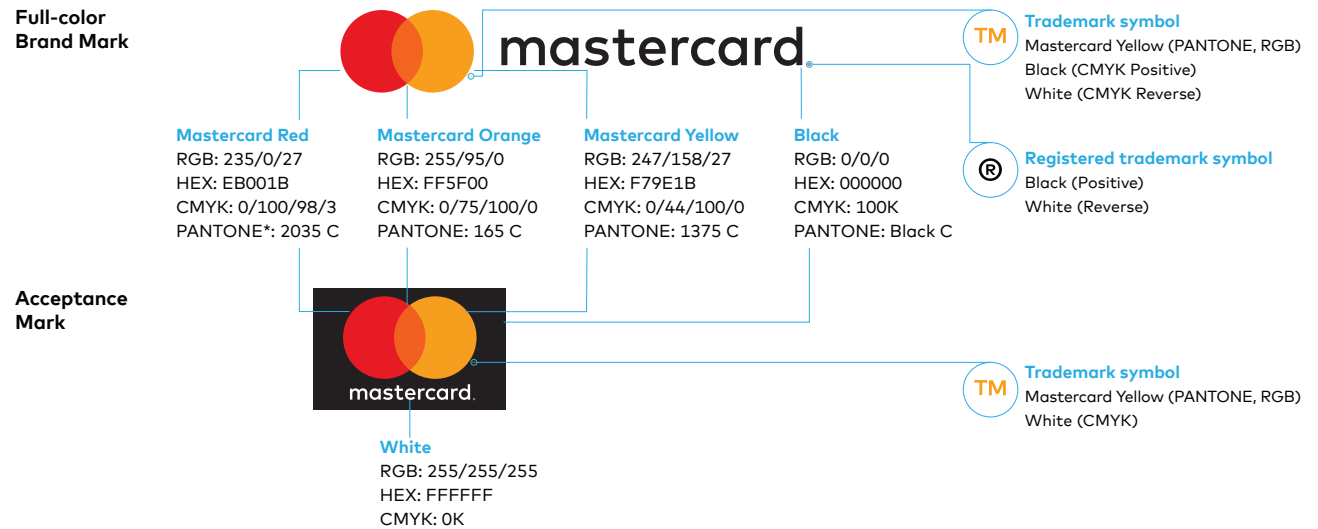 Full-color
Brand Mark
mastercard®
TM
Trademark symbol
Mastercard Yellow (PANTONE, RGB)
Black (CMYK Positive)
White (CMYK Reverse)
Mastercard Red
RGB: 235/0/27
HEX: EB001B
CMYK: 0/100/98/3
PANTONE*: 2035 C
Mastercard Orange
RGB: 255/95/0
HEX: FF5F00
CMYK: 0/75/100/0
PANTONE: 165 C
Mastercard Yellow
RGB: 247/158/27
HEX: F79E1B
CMYK: 0/44/100/0
PANTONE: 1375 C
Black
RGB: 0/0/0
HEX: 000000
CMYK: 100K
PANTONE: Black C
®
Registered trademark symbol
Black (Positive)
White (Reverse)
Acceptance
Mark
mastercard.
TM
Trademark symbol
Mastercard Yellow (PANTONE, RGB)
White (CMYK)
White
RGB: 255/255/255
HEX: FFFFFF
CMYK: 0K